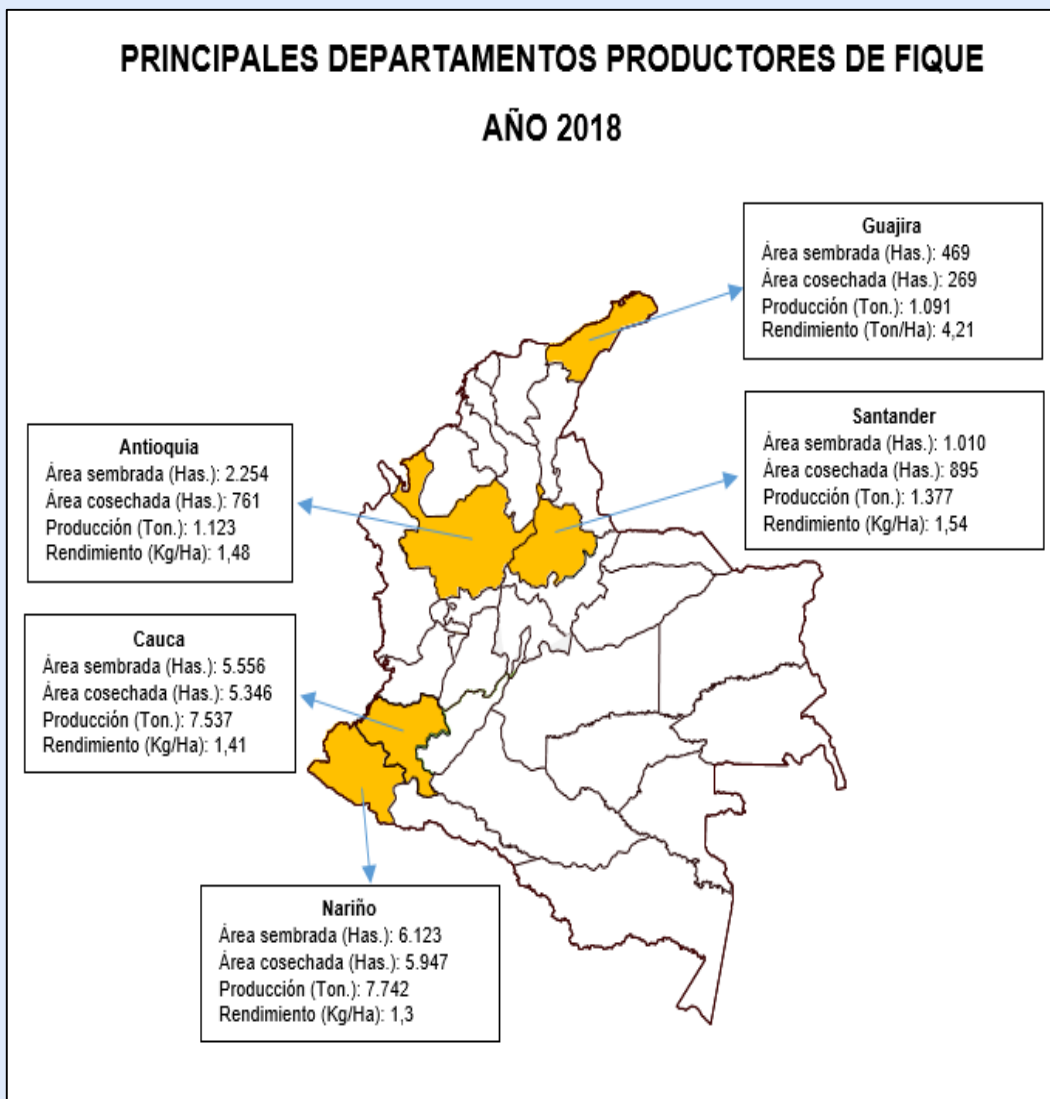 PRINCIPALES DEPARTAMENTOS PRODUCTORES DE FIQUE
AÑO 2018
Guajira
Área sembrada (Has.): 469
Área cosechada (Has.): 269
Producción (Ton.): 1.091
Rendimiento (Ton/Ha): 4,21
Santander
Área sembrada (Has.): 1.010
Área cosechada (Has.): 895
Producción (Ton.): 1.377
Rendimiento (Kg/Ha): 1,54
Antioquia
Área sembrada (Has.): 2.254
Área cosechada (Has.): 761
Producción (Ton.): 1.123
Rendimiento (Kg/Ha): 1,48
Cauca
Área sembrada (Has.): 5.556
Área cosechada (Has.): 5.346
Producción (Ton.): 7.537
Rendimiento (Kg/Ha): 1,41
Nariño
Área sembrada (Has.): 6.123
Área cosechada (Has.): 5.947
Producción (Ton.): 7.742
Rendimiento (Kg/Ha): 1,3